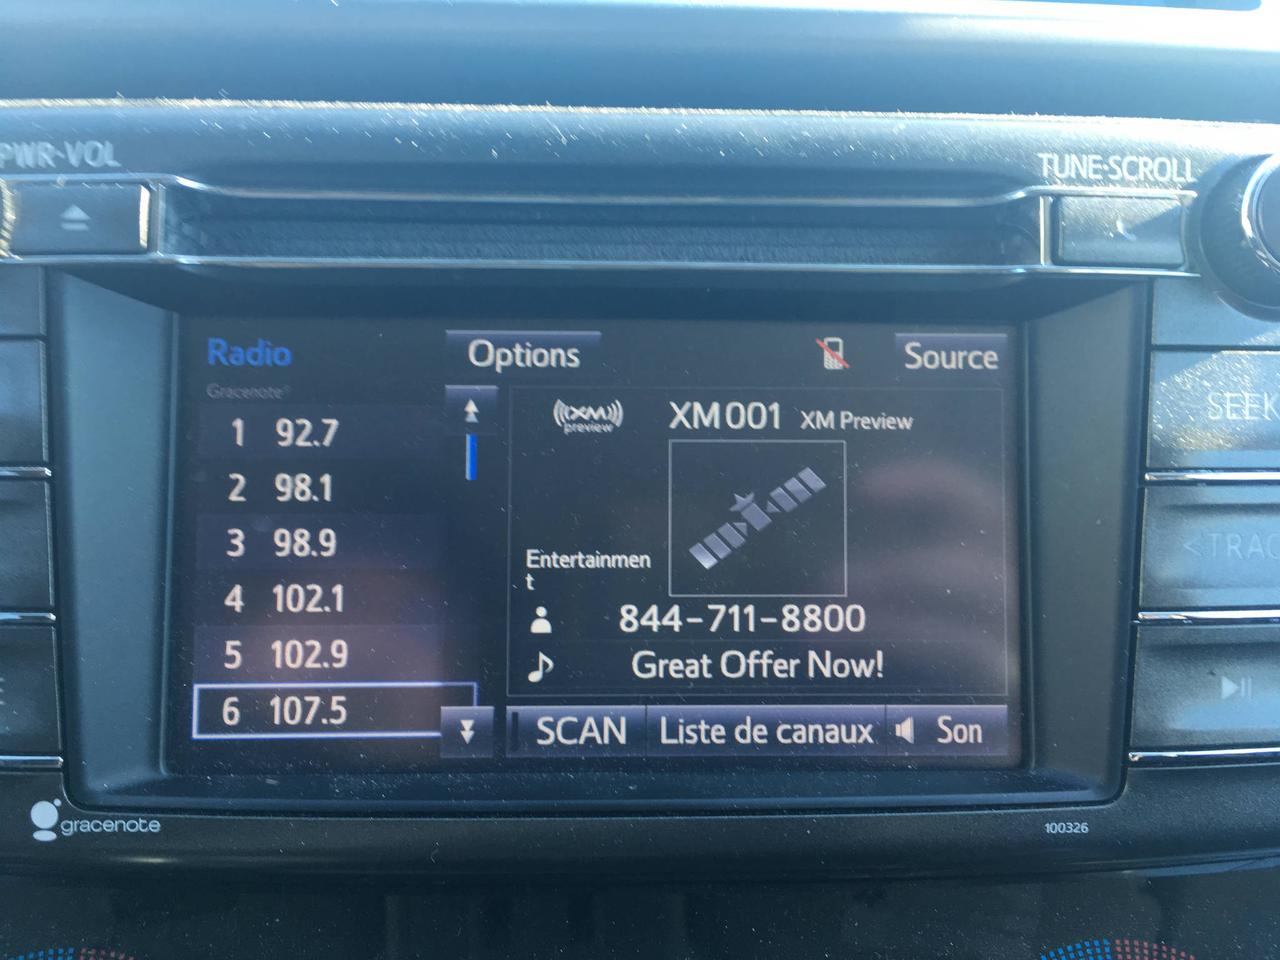 PWR·VOL
TUNE·SCROLL
Radio
Options
Source
Gracenote®
1 92.7
2 98.1
3 98.9
4 102.1
5 102.9
6 107.5
((XM))
preview
XM001 XM Preview
Entertainmen
t
844-711-8800
Great Offer Now!
SCAN
Liste de canaux
Son
SEEK
<TRAC
gracenote
100326